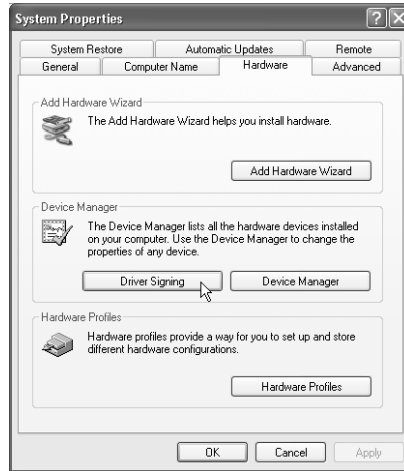 System Properties
System Restore Automatic Updates Remote
General Computer Name Hardware Advanced
Add Hardware Wizard
The Add Hardware Wizard helps you install hardware.
Add Hardware Wizard
Device Manager
The Device Manager lists all the hardware devices installed
on your computer. Use the Device Manager to change the
properties of any device.
Driver Signing Device Manager
Hardware Profiles
Hardware profiles provide a way for you to set up and store
different hardware configurations.
Hardware Profiles
OK Cancel Apply